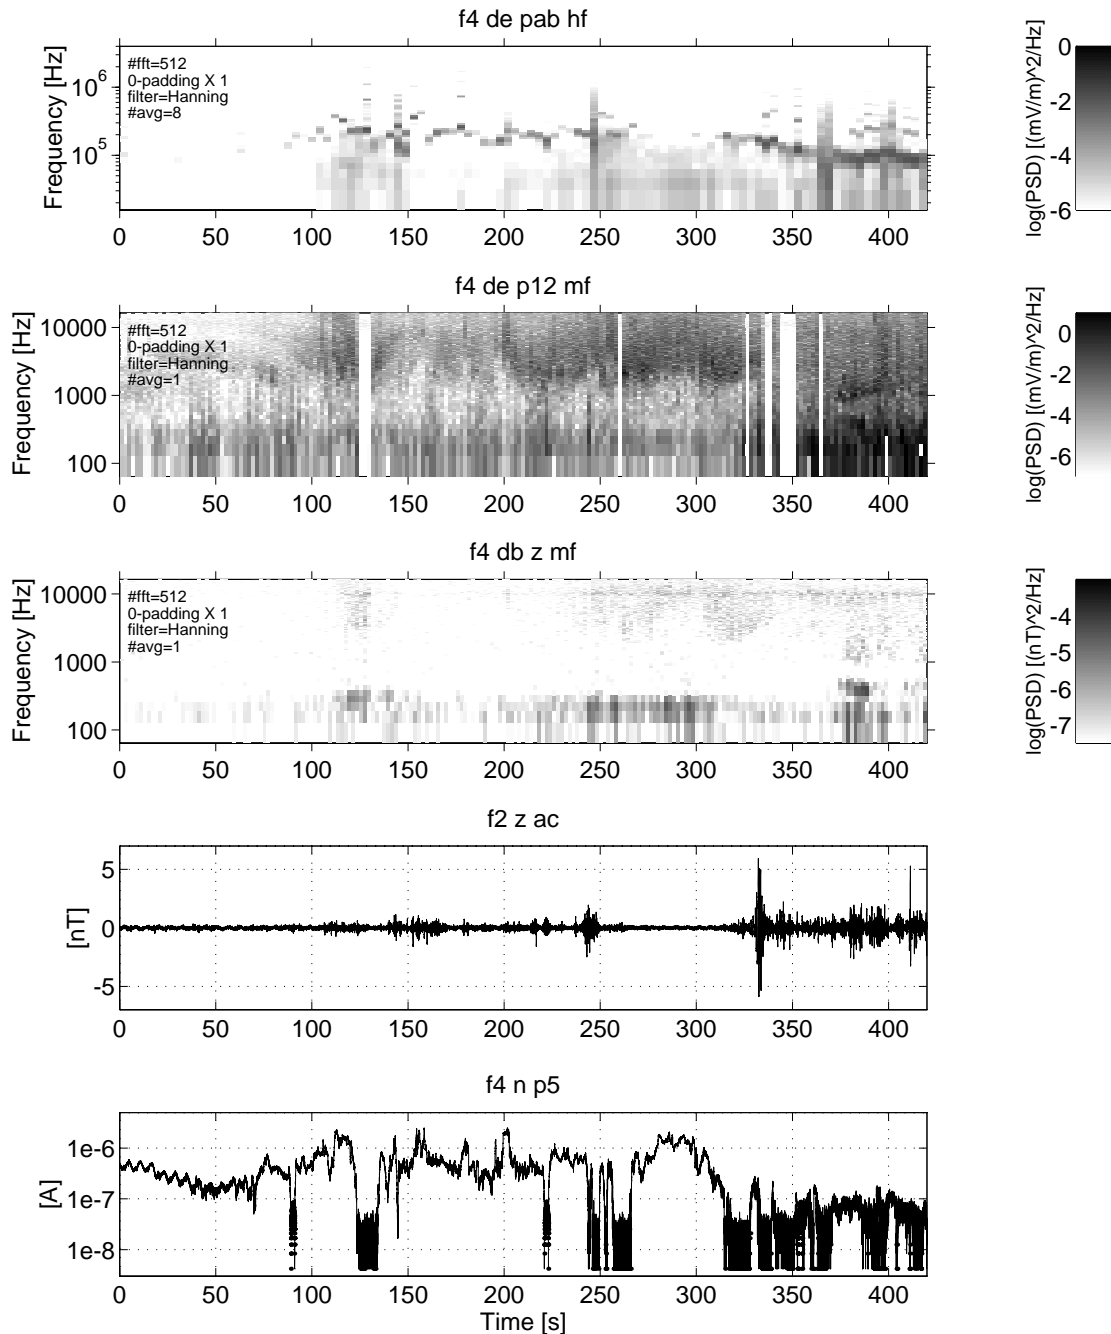 f4 de pab hf
Frequency [Hz]
10^6
10^5
#fft=512
0-padding X 1
filter=Hanning
#avg=8
0 50 100 150 200 250 300 350 400
log(PSD) [(mV/m)^2/Hz]
0
-2
-4
-6
f4 de p12 mf
Frequency [Hz]
10000
1000
100
#fft=512
0-padding X 1
filter=Hanning
#avg=1
0 50 100 150 200 250 300 350 400
log(PSD) [(mV/m)^2/Hz]
0
-2
-4
-6
f4 db z mf
Frequency [Hz]
10000
1000
100
#fft=512
0-padding X 1
filter=Hanning
#avg=1
0 50 100 150 200 250 300 350 400
log(PSD) [(nT)^2/Hz]
-4
-5
-6
-7
f2 z ac
[nT]
5
0
-5
0 50 100 150 200 250 300 350 400
f4 n p5
[A]
1e-6
1e-7
1e-8
0 50 100 150 200 250 300 350 400
Time [s]